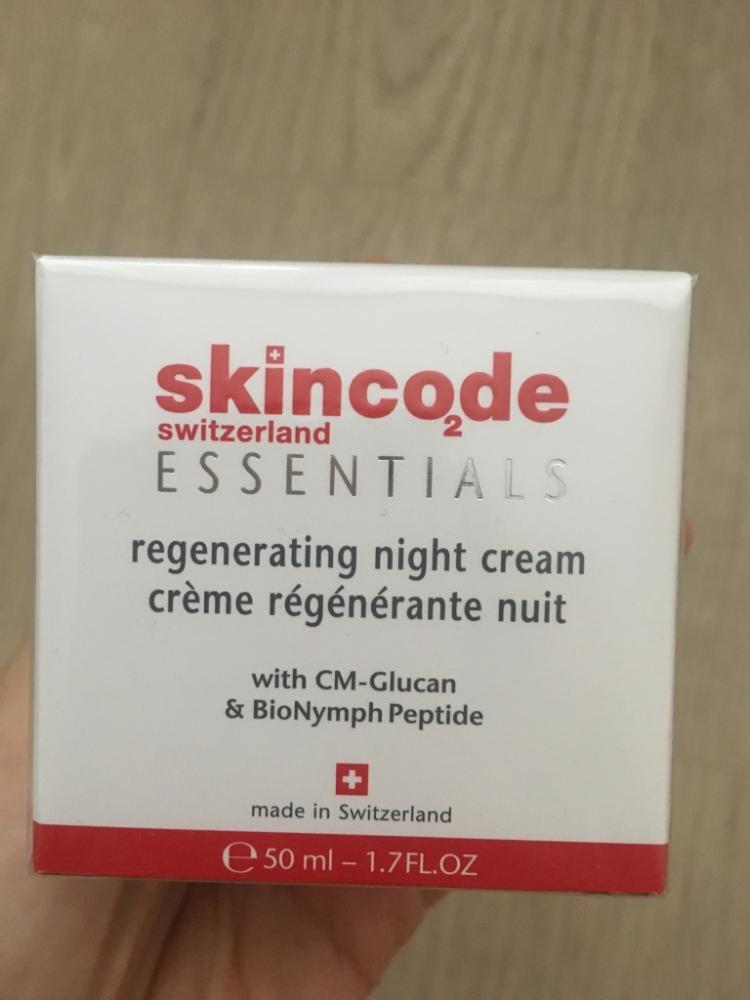 skinco2de
switzerland
ESSENTIALS
regenerating night cream
crème régénérante nuit
with CM-Glucan
& BioNymph Peptide
made in Switzerland
℮ 50 ml – 1.7FL.OZ